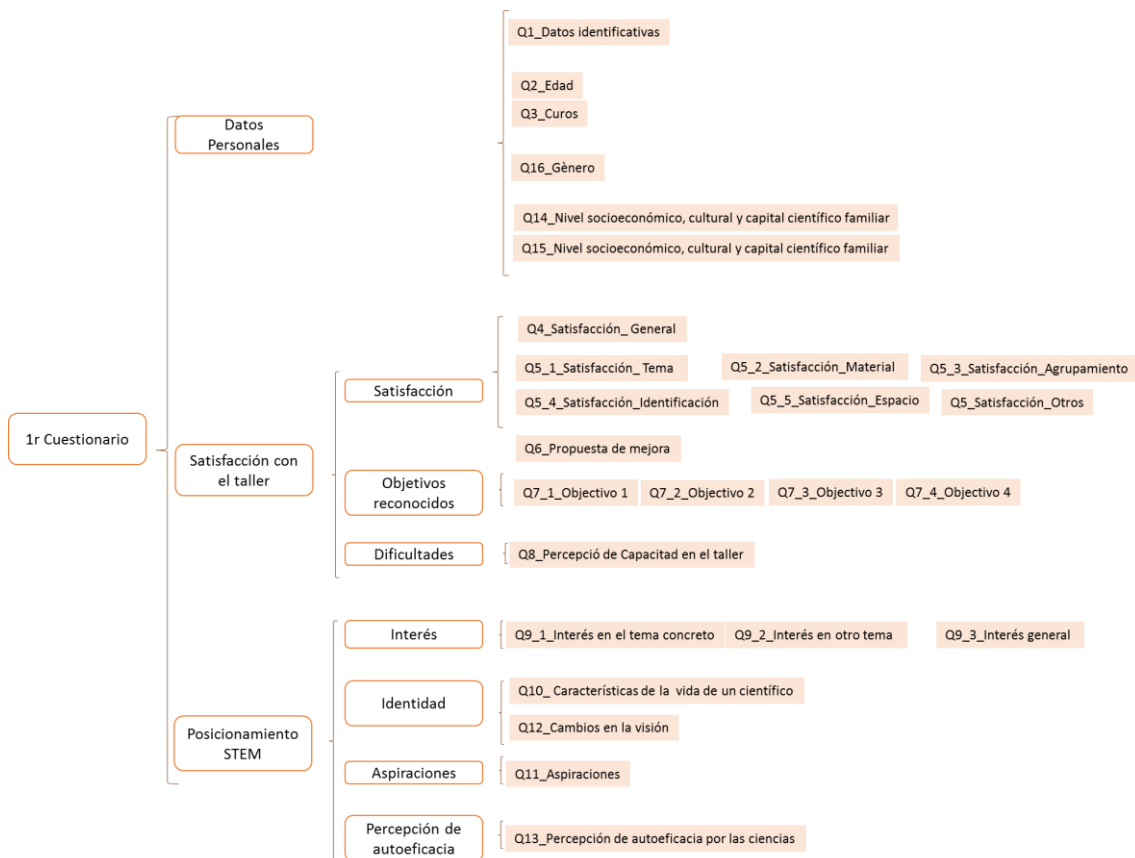 Q1_Datos identificativas
Q2_Edad
Datos
Personales
Q3_Curos
Q16_Gènero
Q14_Nivel socioeconómico, cultural y capital científico familiar
Q15_Nivel socioeconómico, cultural y capital científico familiar
1r Cuestionario
Satisfacción con
el taller
Satisfacción
Q4_Satisfacción_ General
Q5_1_Satisfacción_ Tema
Q5_2_Satisfacción_Material
Q5_3_Satisfacción_Agrupamiento
Q5_4_Satisfacción_Identificación
Q5_5_Satisfacción_Espacio
Q5_Satisfacción_Otros
Q6_Propuesta de mejora
Objetivos
reconocidos
Q7_1_Objectivo 1
Q7_2_Objectivo 2
Q7_3_Objectivo 3
Q7_4_Objectivo 4
Dificultades
Q8_Percepció de Capacitad en el taller
Posicionamiento
STEM
Interés
Q9_1_Interés en el tema concreto
Q9_2_Interés en otro tema
Q9_3_Interés general
Identidad
Q10_ Características de la  vida de un científico
Q12_Cambios en la visión
Aspiraciones
Q11_Aspiraciones
Percepción de
autoeficacia
Q13_Percepción de autoeficacia por las ciencias